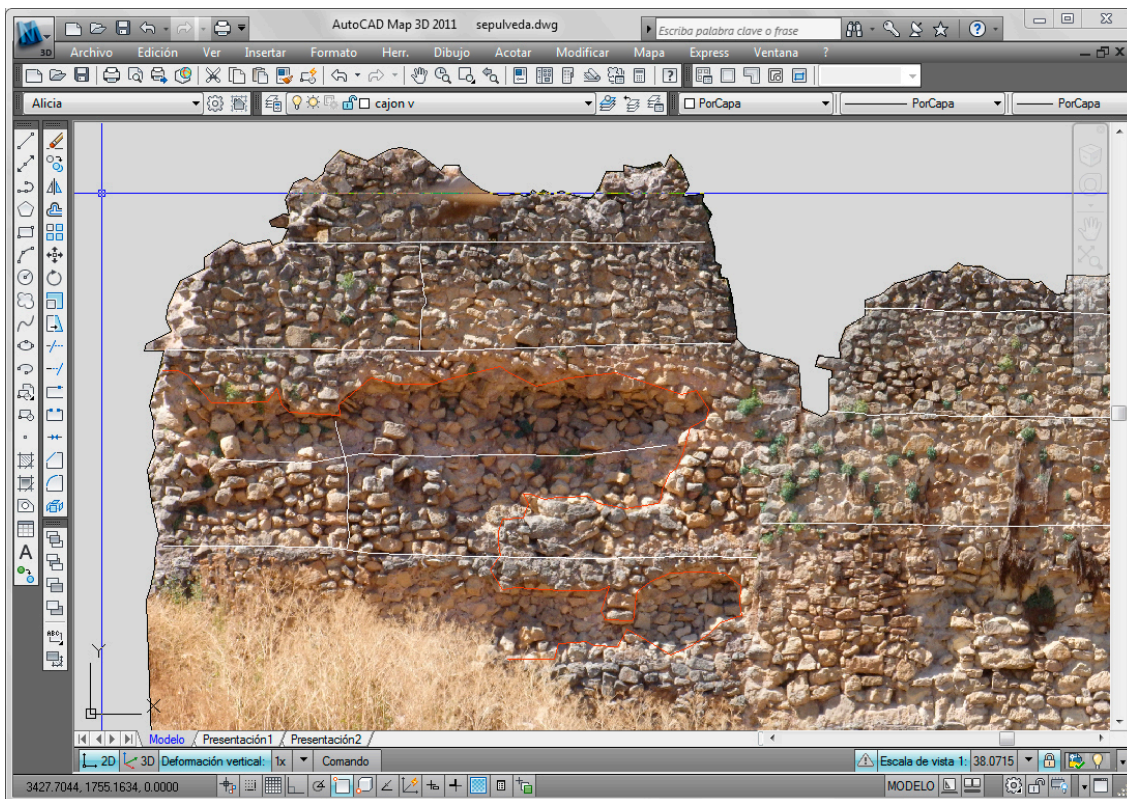 AutoCAD Map 3D 2011 sepulveda.dwg
Escriba palabra clave o frase
3D
Archivo Edición Ver Insertar Formato Herr. Dibujo Acotar Modificar Mapa Express Ventana ?
Alicia
cajon v
PorCapa
PorCapa
PorCapa
A
ABC
Y
X
Modelo Presentación1 Presentación2
2D 3D Deformación vertical: 1x Comando
Escala de vista 1: 38.0715
3427.7044, 1755.1634, 0.0000
MODELO